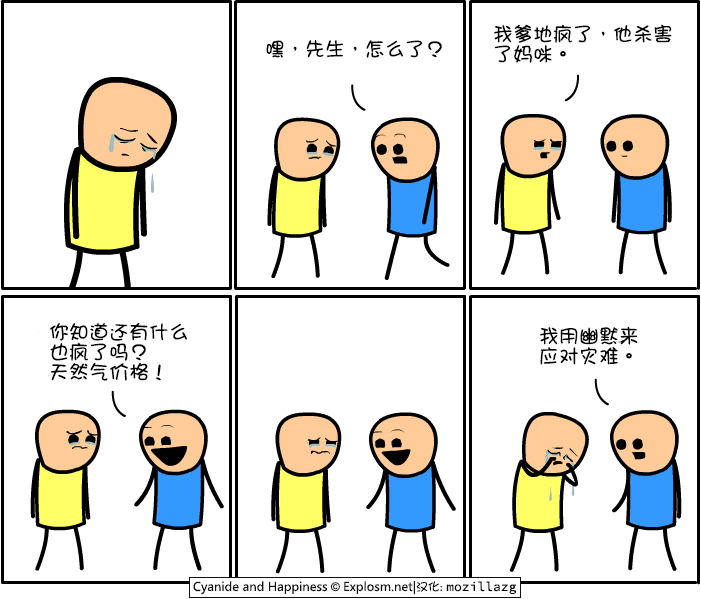 嘿，先生，怎么了？
我爹地疯了，他杀害
了妈咪。
你知道还有什么
也疯了吗？
天然气价格！
我用幽默来
应对灾难。
Cyanide and Happiness © Explosm.net|汉化: mozillazg